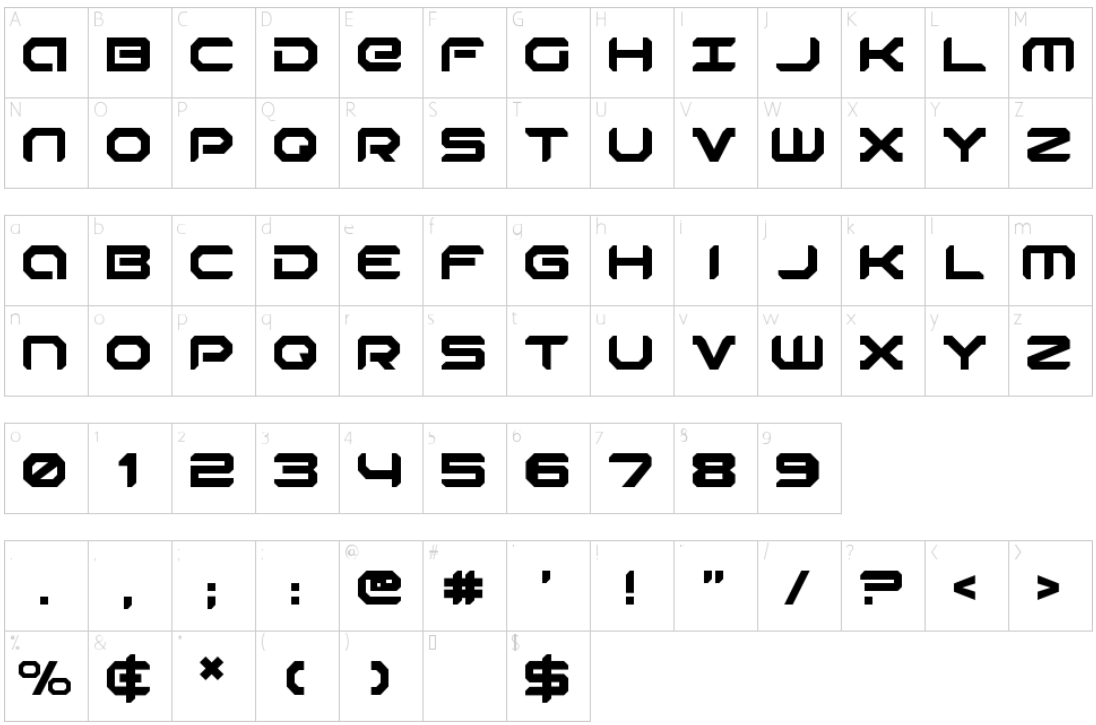 A B C D E F G H I J K L M
A B C D e F G H I J K L M
N O P Q R S T U V W X Y Z
N O P Q R S T U V W X Y Z
a b c d e f g h i j k l m
A B C D E F G H I J K L M
n o p q r s t u v w x y z
N O P Q R S T U V W X Y Z
0 1 2 3 4 5 6 7 8 9
0 1 2 3 4 5 6 7 8 9
. , ; : @ # ' ! " / ? < >
. , ; : @ # ' ! " / ? < >
% & * ( ) $
% & * ( ) $